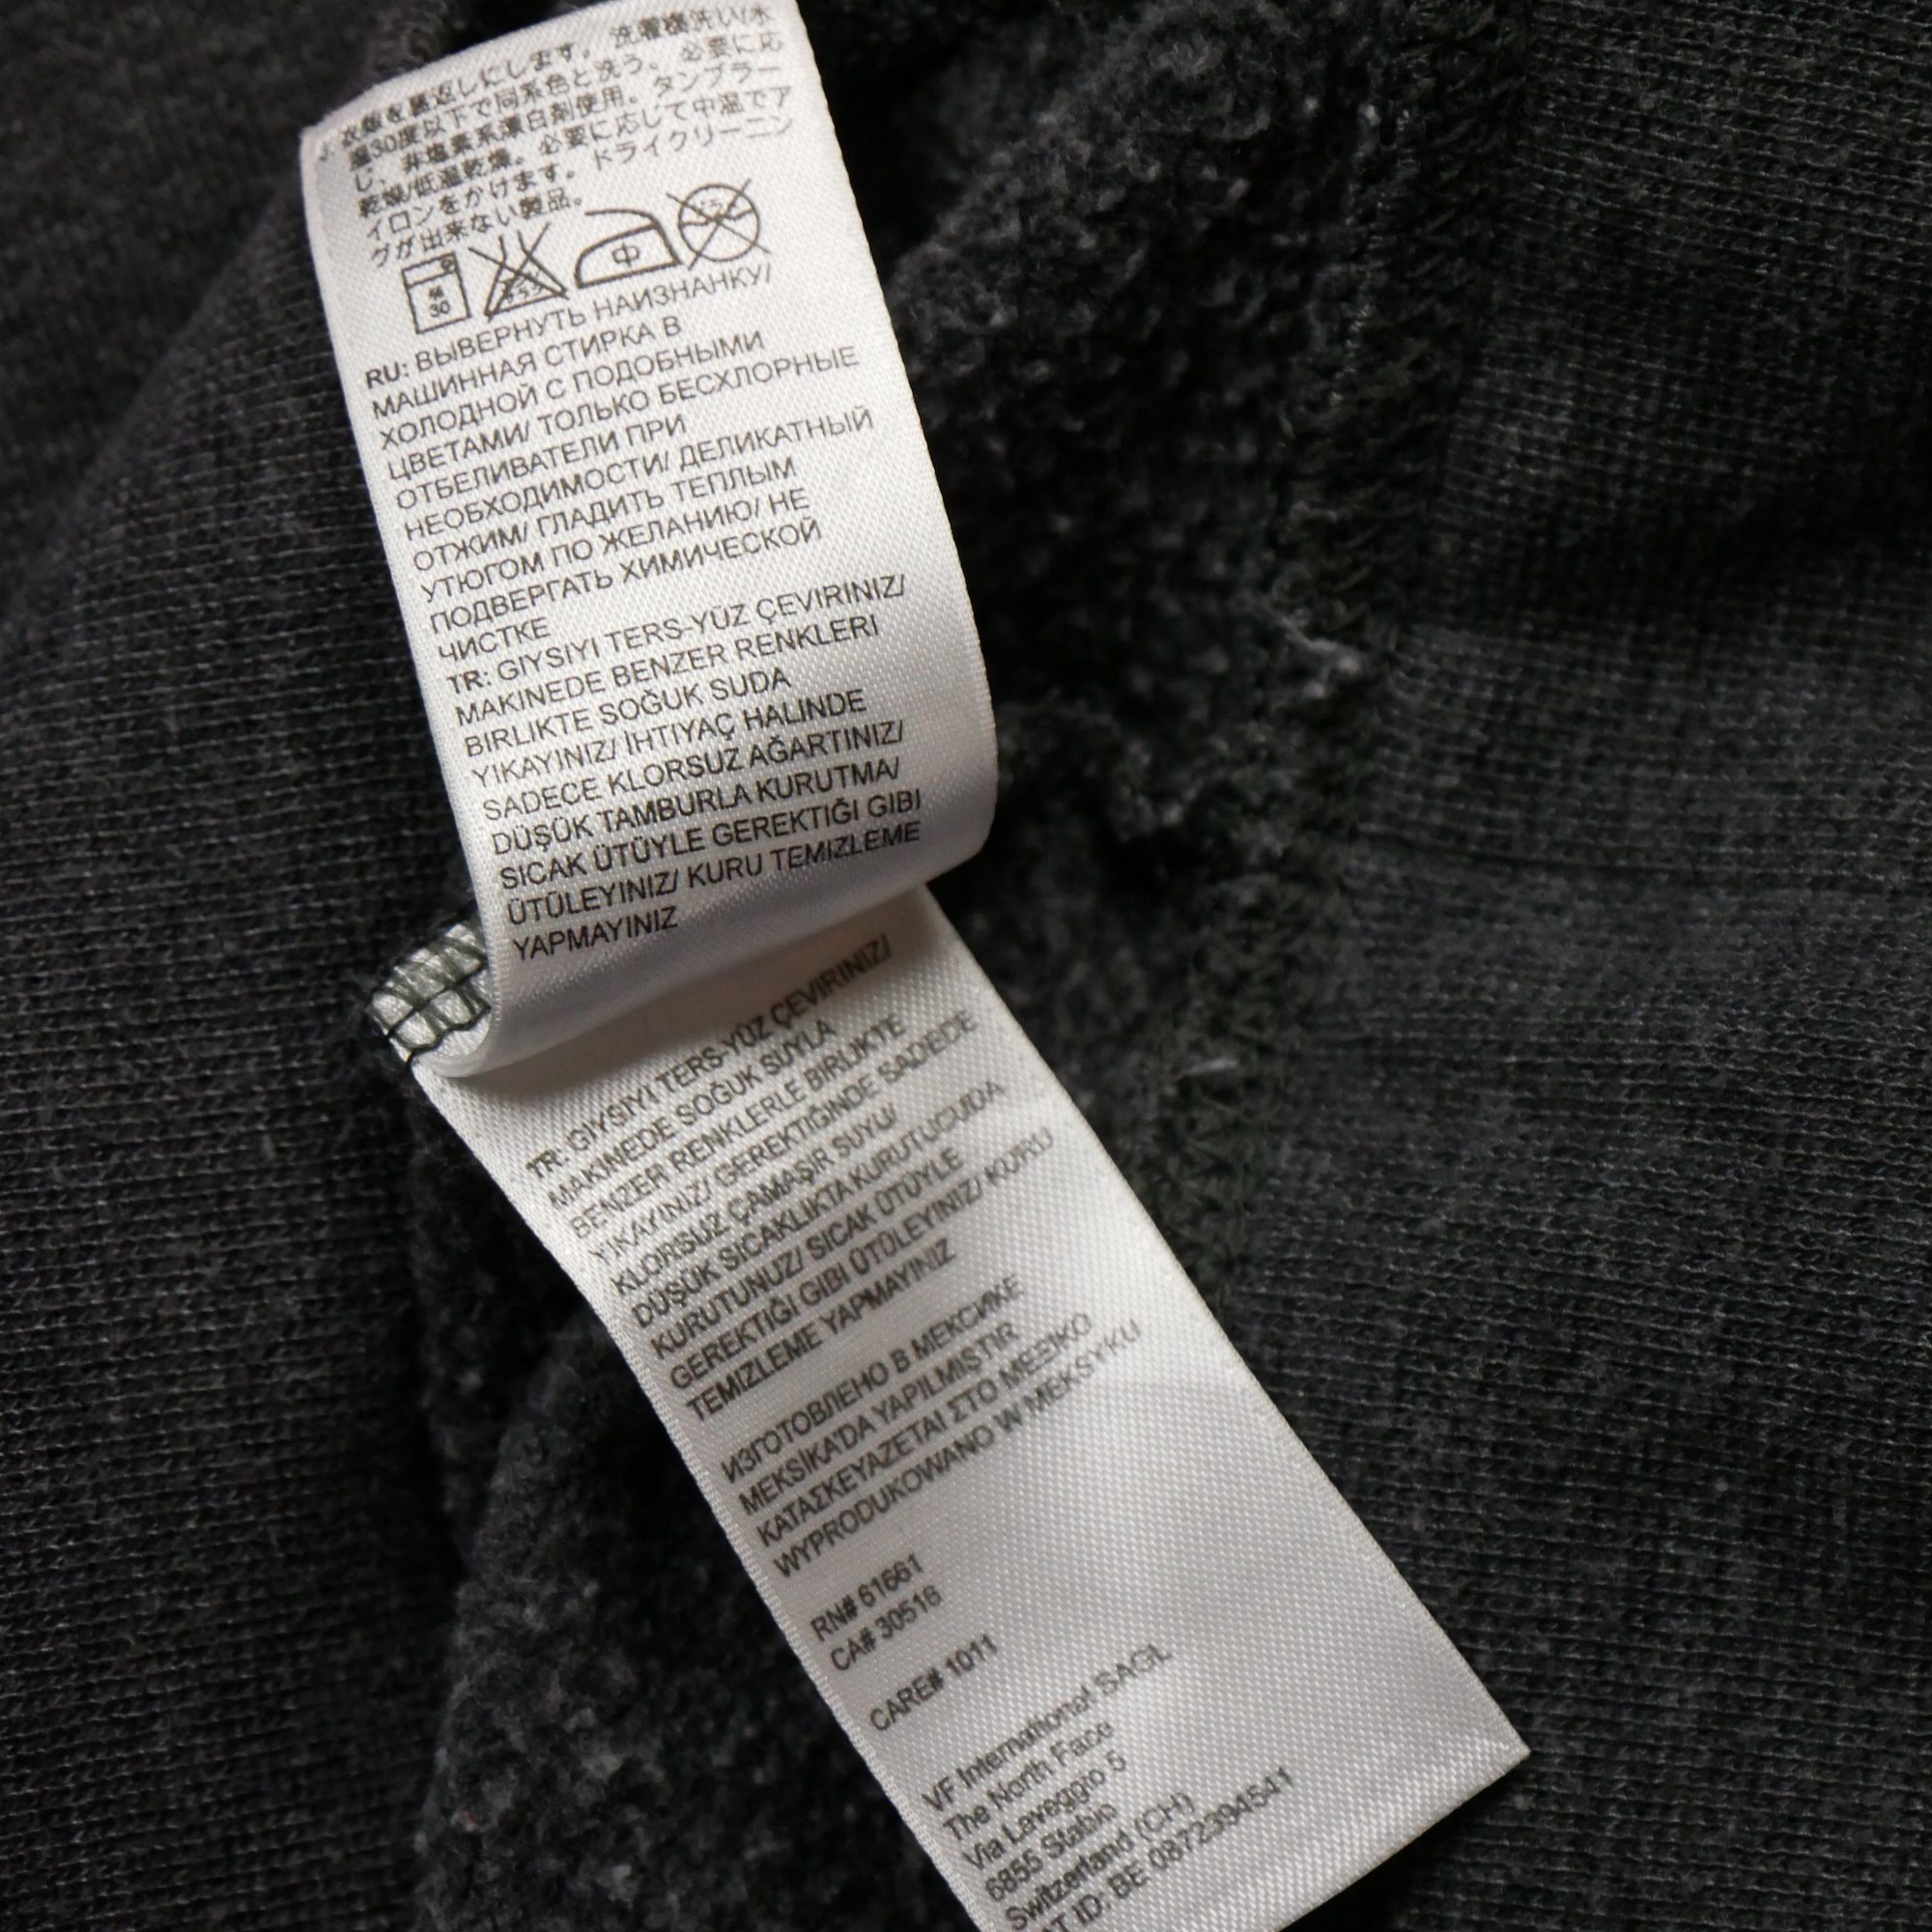 衣類を裏返しにします。洗濯機洗い/水
温30度以下で同系色と洗う。必要に応
じ、非塩素系漂白剤使用。タンブラー
乾燥/低温乾燥。必要に応じて中温でア
イロンをかけます。ドライクリーニン
グが出来ない製品。
30 中
RU: ВЫВЕРНУТЬ НАИЗНАНКУ/
МАШИННАЯ СТИРКА В
ХОЛОДНОЙ С ПОДОБНЫМИ
ЦВЕТАМИ/ ТОЛЬКО БЕСХЛОРНЫЕ
ОТБЕЛИВАТЕЛИ ПРИ
НЕОБХОДИМОСТИ/ ДЕЛИКАТНЫЙ
ОТЖИМ/ ГЛАДИТЬ ТЕПЛЫМ
УТЮГОМ ПО ЖЕЛАНИЮ/ НЕ
ПОДВЕРГАТЬ ХИМИЧЕСКОЙ
ЧИСТКЕ
TR: GIYSIYI TERS-YÜZ ÇEVIRINIZ/
MAKINEDE BENZER RENKLERI
BIRLIKTE SOĞUK SUDA
YIKAYINIZ/ İHTIYAÇ HALINDE
SADECE KLORSUZ AĞARTINIZ/
DÜŞÜK TAMBURLA KURUTMA/
SICAK ÜTÜYLE GEREKTIĞI GIBI
ÜTÜLEYINIZ/ KURU TEMIZLEME
YAPMAYINIZ
TR: GIYSIYI TERS-YÜZ ÇEVIRINIZ/
MAKINEDE SOĞUK SUYLA
BENZER RENKLERLE BIRLIKTE
YIKAYINIZ/ GEREKTIĞINDE SADEDE
KLORSUZ ÇAMAŞIR SUYU/
DÜŞÜK SICAKLIKTA KURUTUCUDA
KURUTUNUZ/ SICAK ÜTÜYLE
GEREKTIĞI GIBI ÜTÜLEYINIZ/ KURU
TEMIZLEME YAPMAYINIZ
ИЗГОТОВЛЕНО В МЕКСИКЕ
MEKSİKA'DA YAPILMIŞTIR
ΚΑΤΑΣΚΕΥΑΖΕΤΑΙ ΣΤΟ ΜΕΞΙΚΟ
WYPRODUKOWANO W MEKSYKU
RN# 61661
CA# 30516
CARE# 1011
VF International SAGL
The North Face
Via Laveggio 5
6855 Stabio
Switzerland (CH)
T ID: BE 0872394541